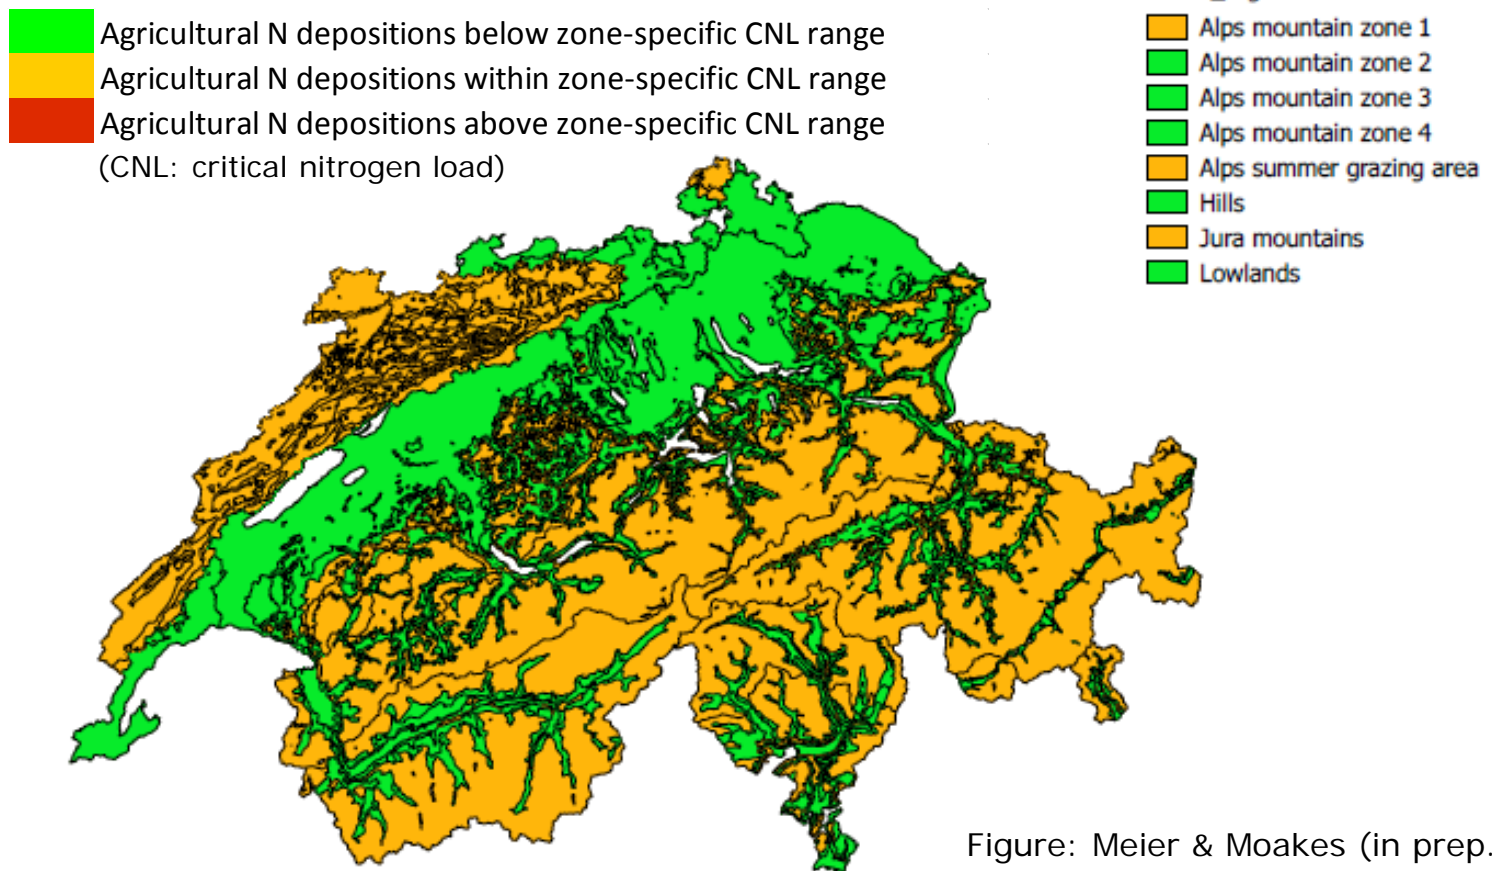 Agricultural N depositions below zone-specific CNL range
Agricultural N depositions within zone-specific CNL range
Agricultural N depositions above zone-specific CNL range
(CNL: critical nitrogen load)
Alps mountain zone 1
Alps mountain zone 2
Alps mountain zone 3
Alps mountain zone 4
Alps summer grazing area
Hills
Jura mountains
Lowlands
Figure: Meier & Moakes (in prep.